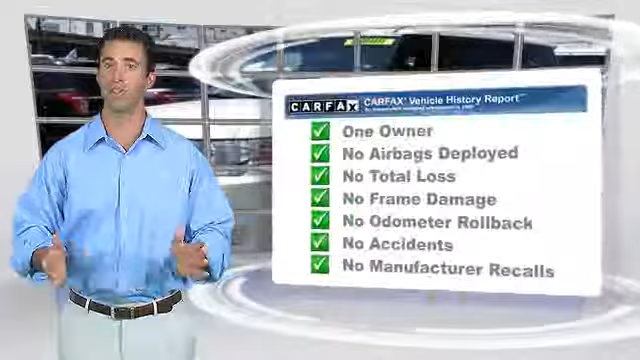 CARFAX CARFAX Vehicle History Report
One Owner
No Airbags Deployed
No Total Loss
No Frame Damage
No Odometer Rollback
No Accidents
No Manufacturer Recalls